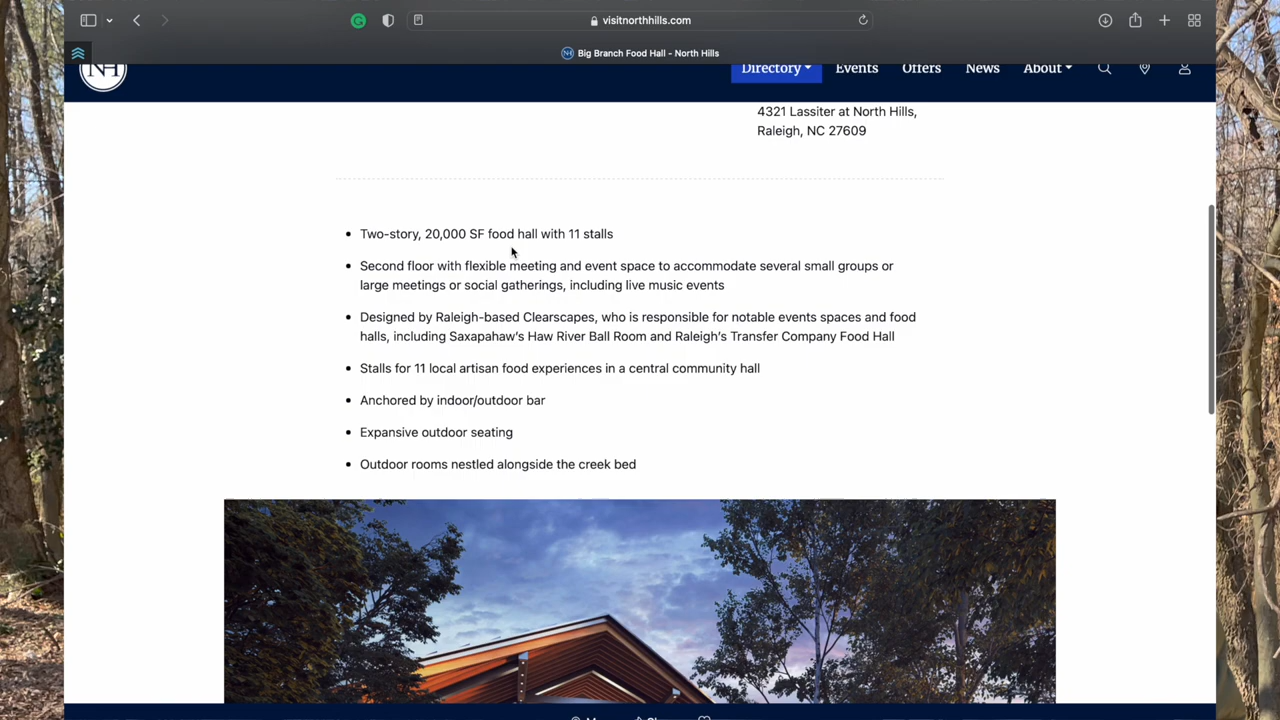 visitnorthhills.com
Big Branch Food Hall - North Hills
NH
Directory Events Offers News About
4321 Lassiter at North Hills,
Raleigh, NC 27609
Two-story, 20,000 SF food hall with 11 stalls
Second floor with flexible meeting and event space to accommodate several small groups or
large meetings or social gatherings, including live music events
Designed by Raleigh-based Clearscapes, who is responsible for notable events spaces and food
halls, including Saxapahaw's Haw River Ball Room and Raleigh's Transfer Company Food Hall
Stalls for 11 local artisan food experiences in a central community hall
Anchored by indoor/outdoor bar
Expansive outdoor seating
Outdoor rooms nestled alongside the creek bed